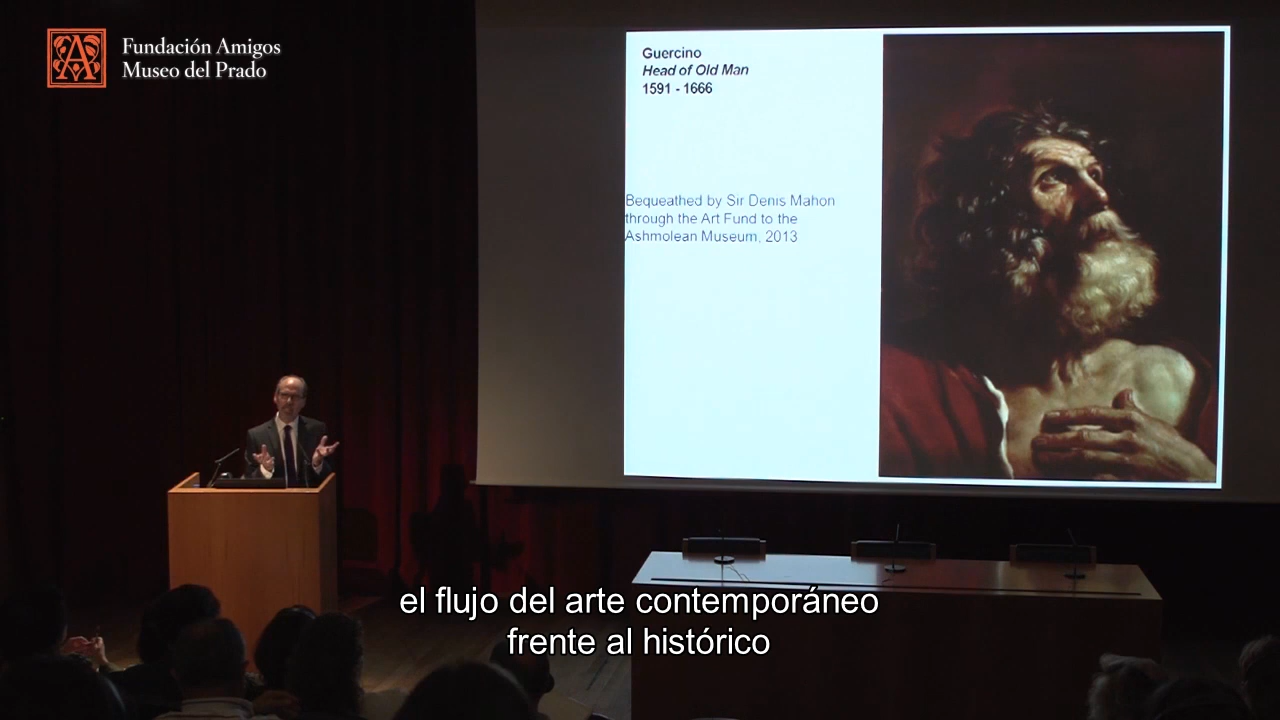 Fundación Amigos
Museo del Prado
Guercino
Head of Old Man
1591 - 1666
Bequeathed by Sir Denis Mahon
through the Art Fund to the
Ashmolean Museum, 2013
el flujo del arte contemporáneo
frente al histórico